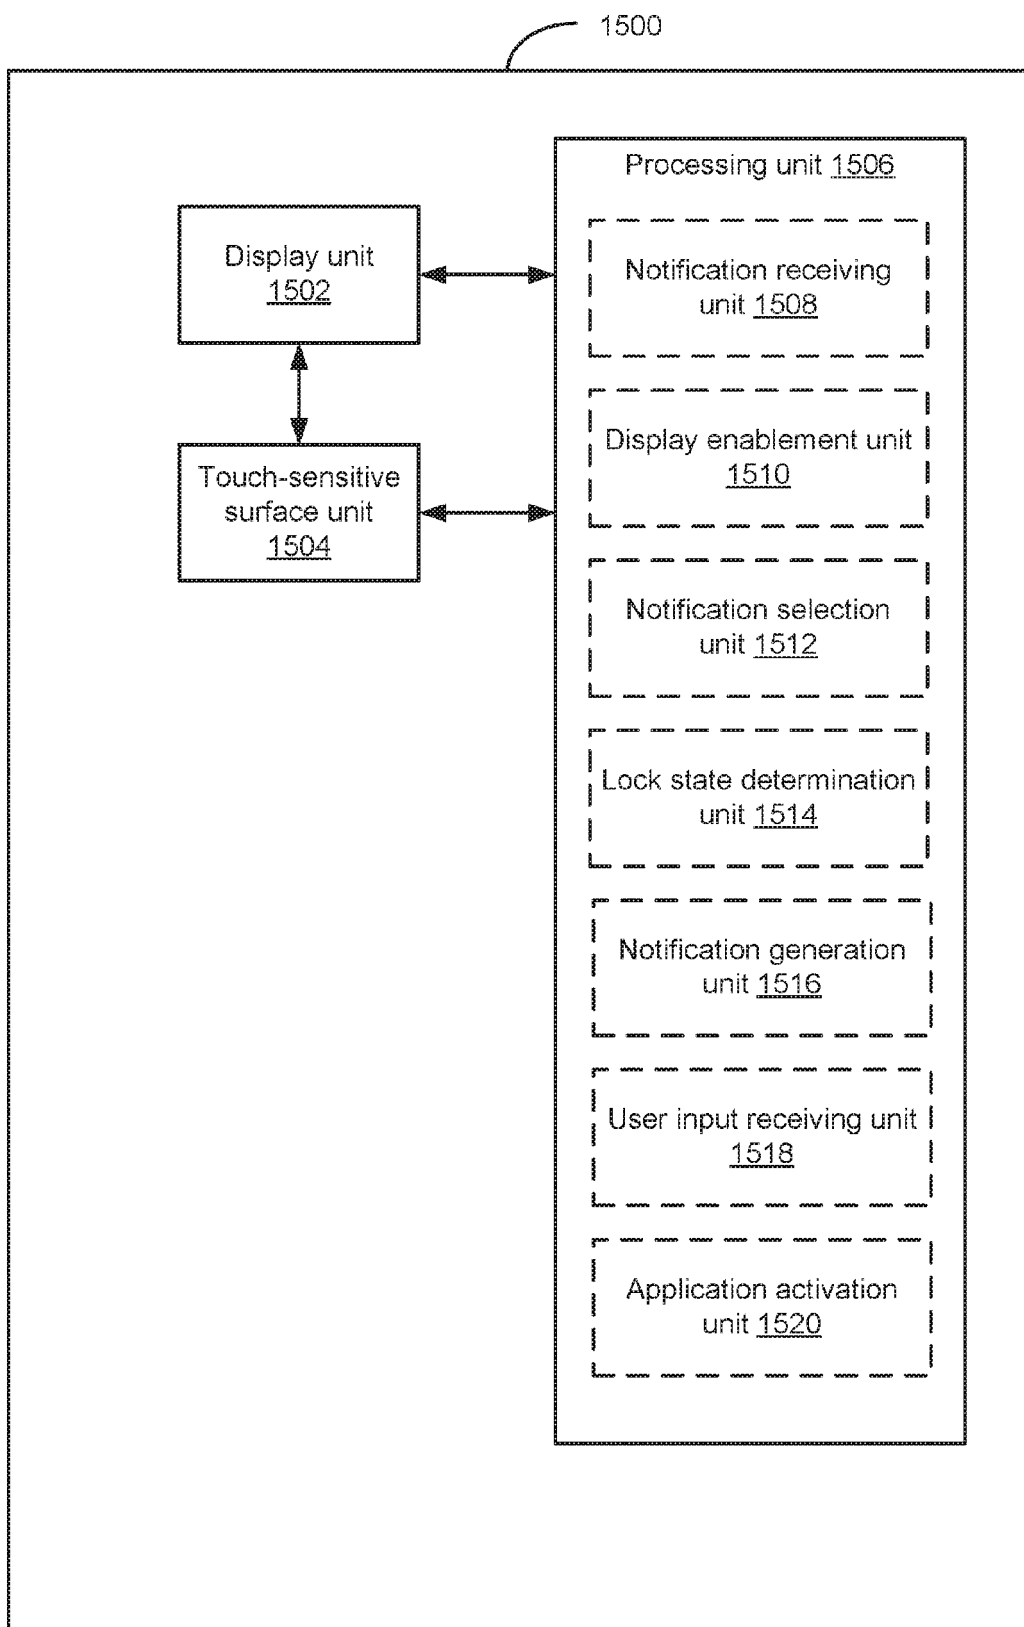 1500
Processing unit 1506
Display unit
1502
Touch-sensitive
surface unit
1504
Notification receiving
unit 1508
Display enablement unit
1510
Notification selection
unit 1512
Lock state determination
unit 1514
Notification generation
unit 1516
User input receiving unit
1518
Application activation
unit 1520